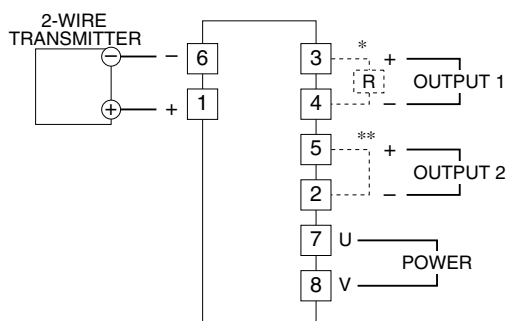 2-WIRE
TRANSMITTER
− − 6
+ + 1
3 * +
R OUTPUT 1
4 −
5 ** +
OUTPUT 2
2 −
7 U
POWER
8 V